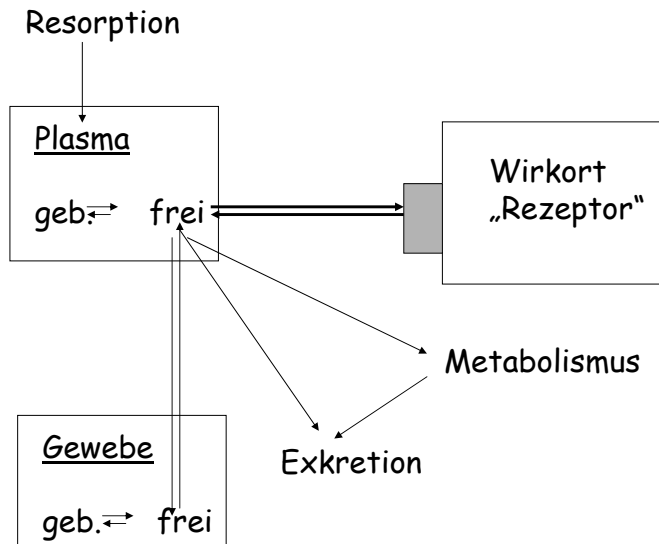 Resorption
Plasma
geb. frei
Wirkort
„Rezeptor“
Metabolismus
Exkretion
Gewebe
geb. frei